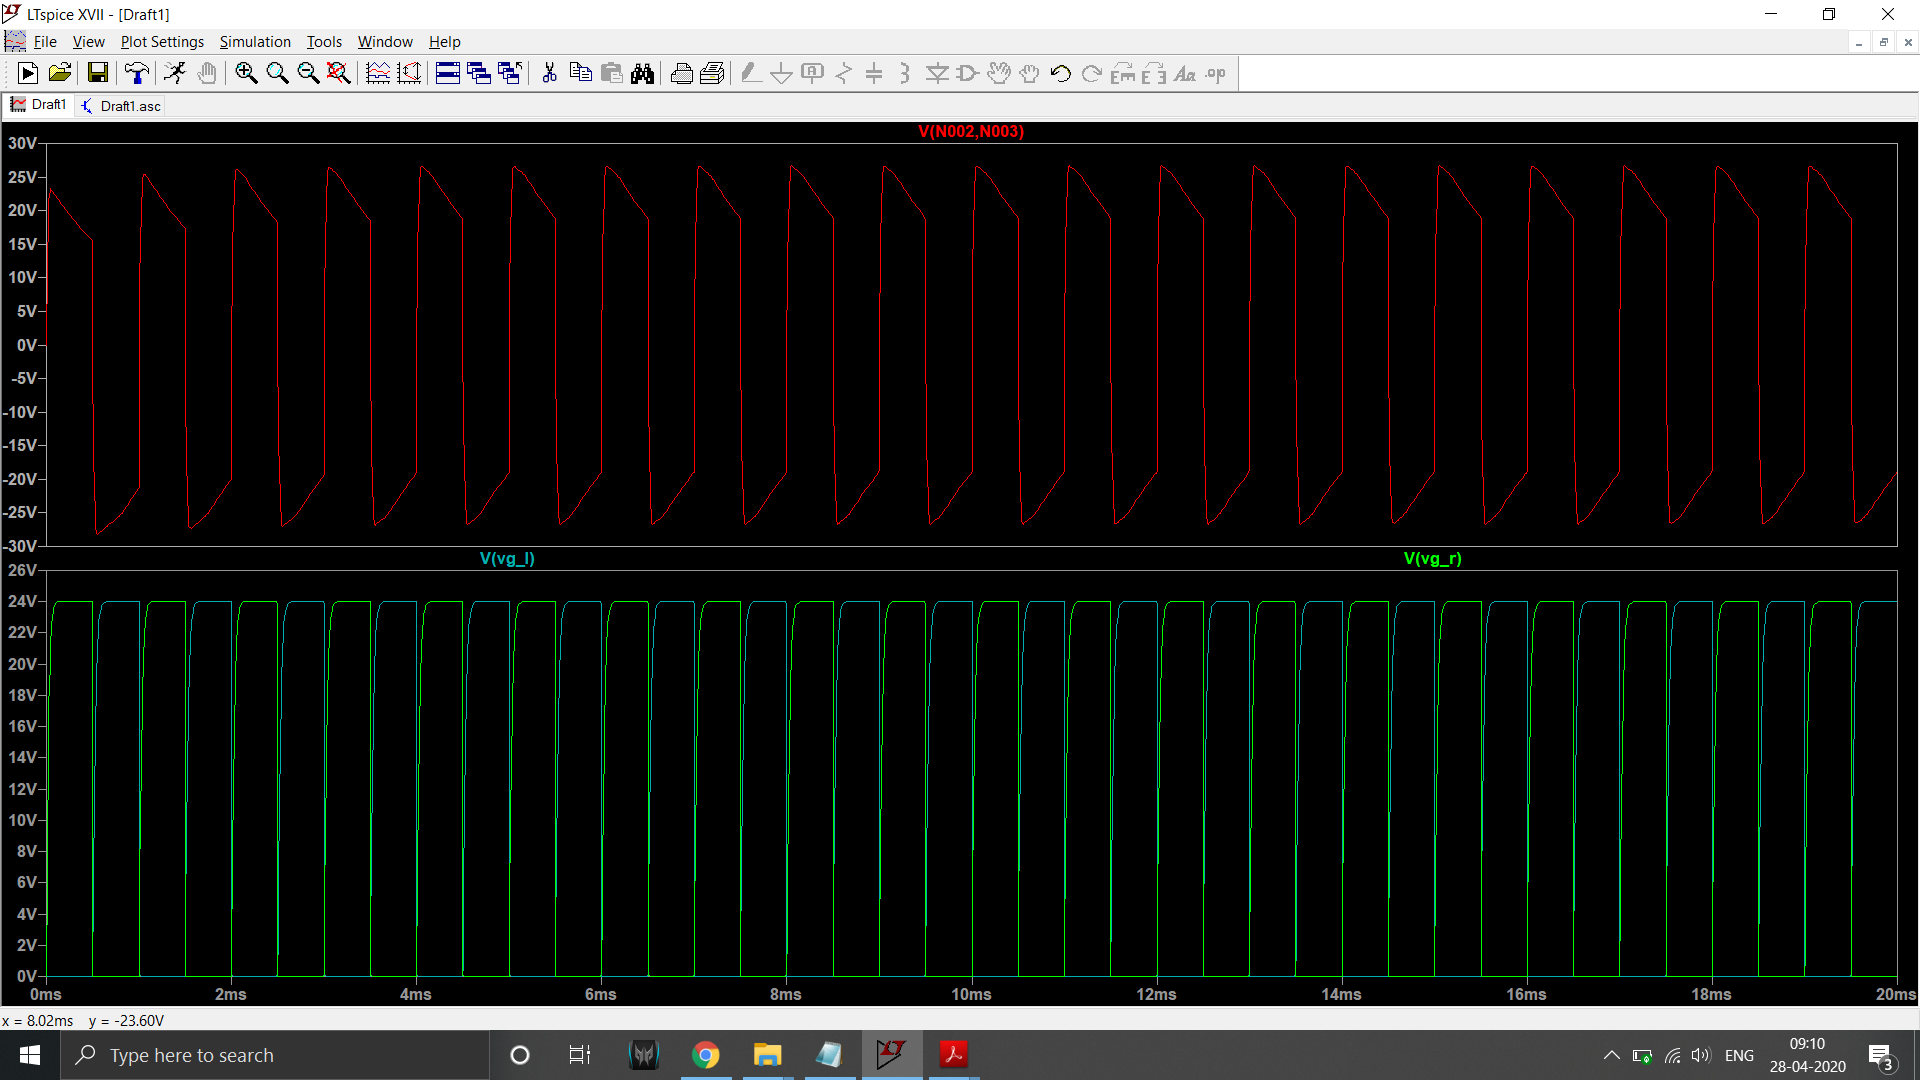 LTspice XVII - [Draft1]
File View Plot Settings Simulation Tools Window Help
Draft1 Draft1.asc
V(N002,N003)
30V
25V
20V
15V
10V
5V
0V
-5V
-10V
-15V
-20V
-25V
-30V
V(vg_l) V(vg_r)
26V
24V
22V
20V
18V
16V
14V
12V
10V
8V
6V
4V
2V
0V
0ms 2ms 4ms 6ms 8ms 10ms 12ms 14ms 16ms 18ms 20ms
x = 8.02ms y = -23.60V
Type here to search
ENG
09:10
28-04-2020
3